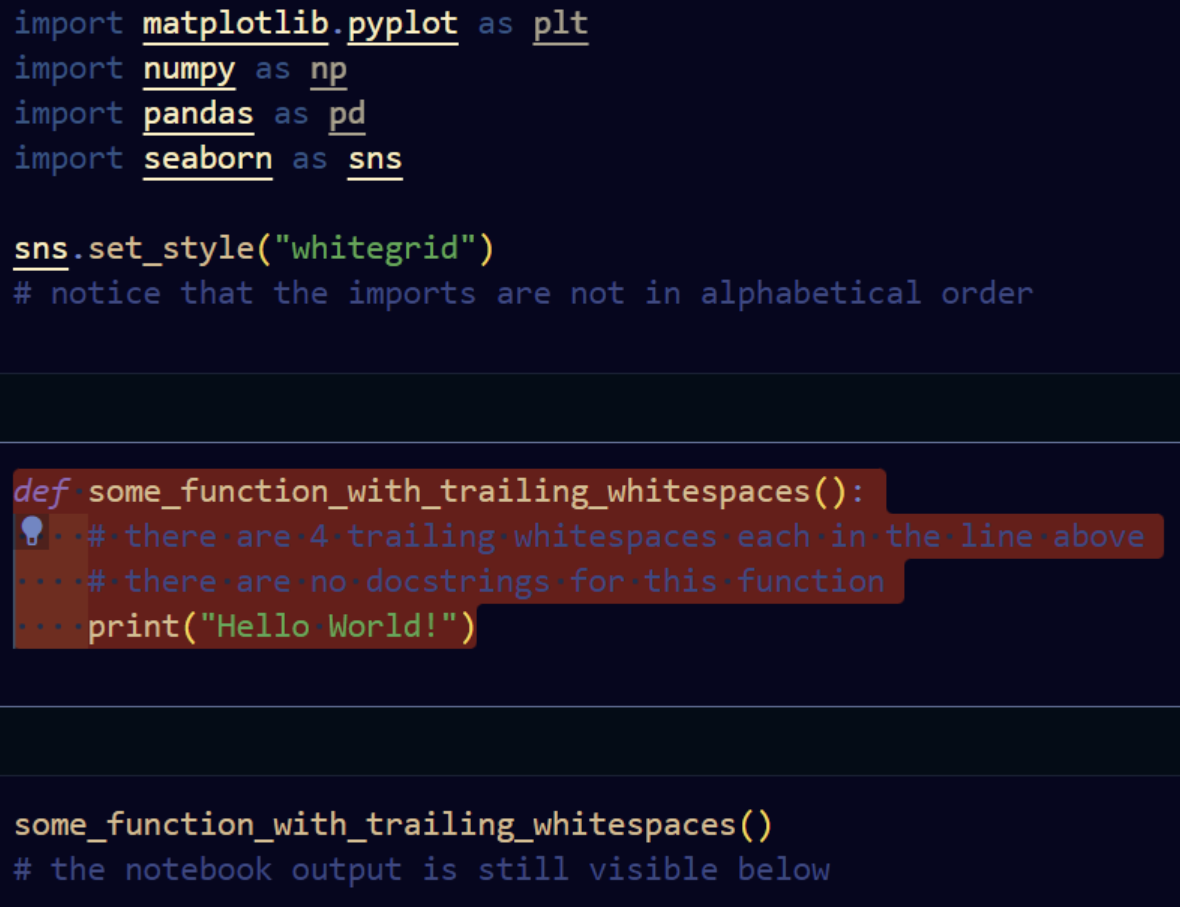 import matplotlib.pyplot as plt
import numpy as np
import pandas as pd
import seaborn as sns
sns.set_style("whitegrid")
# notice that the imports are not in alphabetical order
def some_function_with_trailing_whitespaces():
    # there are 4 trailing whitespaces each in the line above
    # there are no docstrings for this function
    print("Hello World!")
some_function_with_trailing_whitespaces()
# the notebook output is still visible below